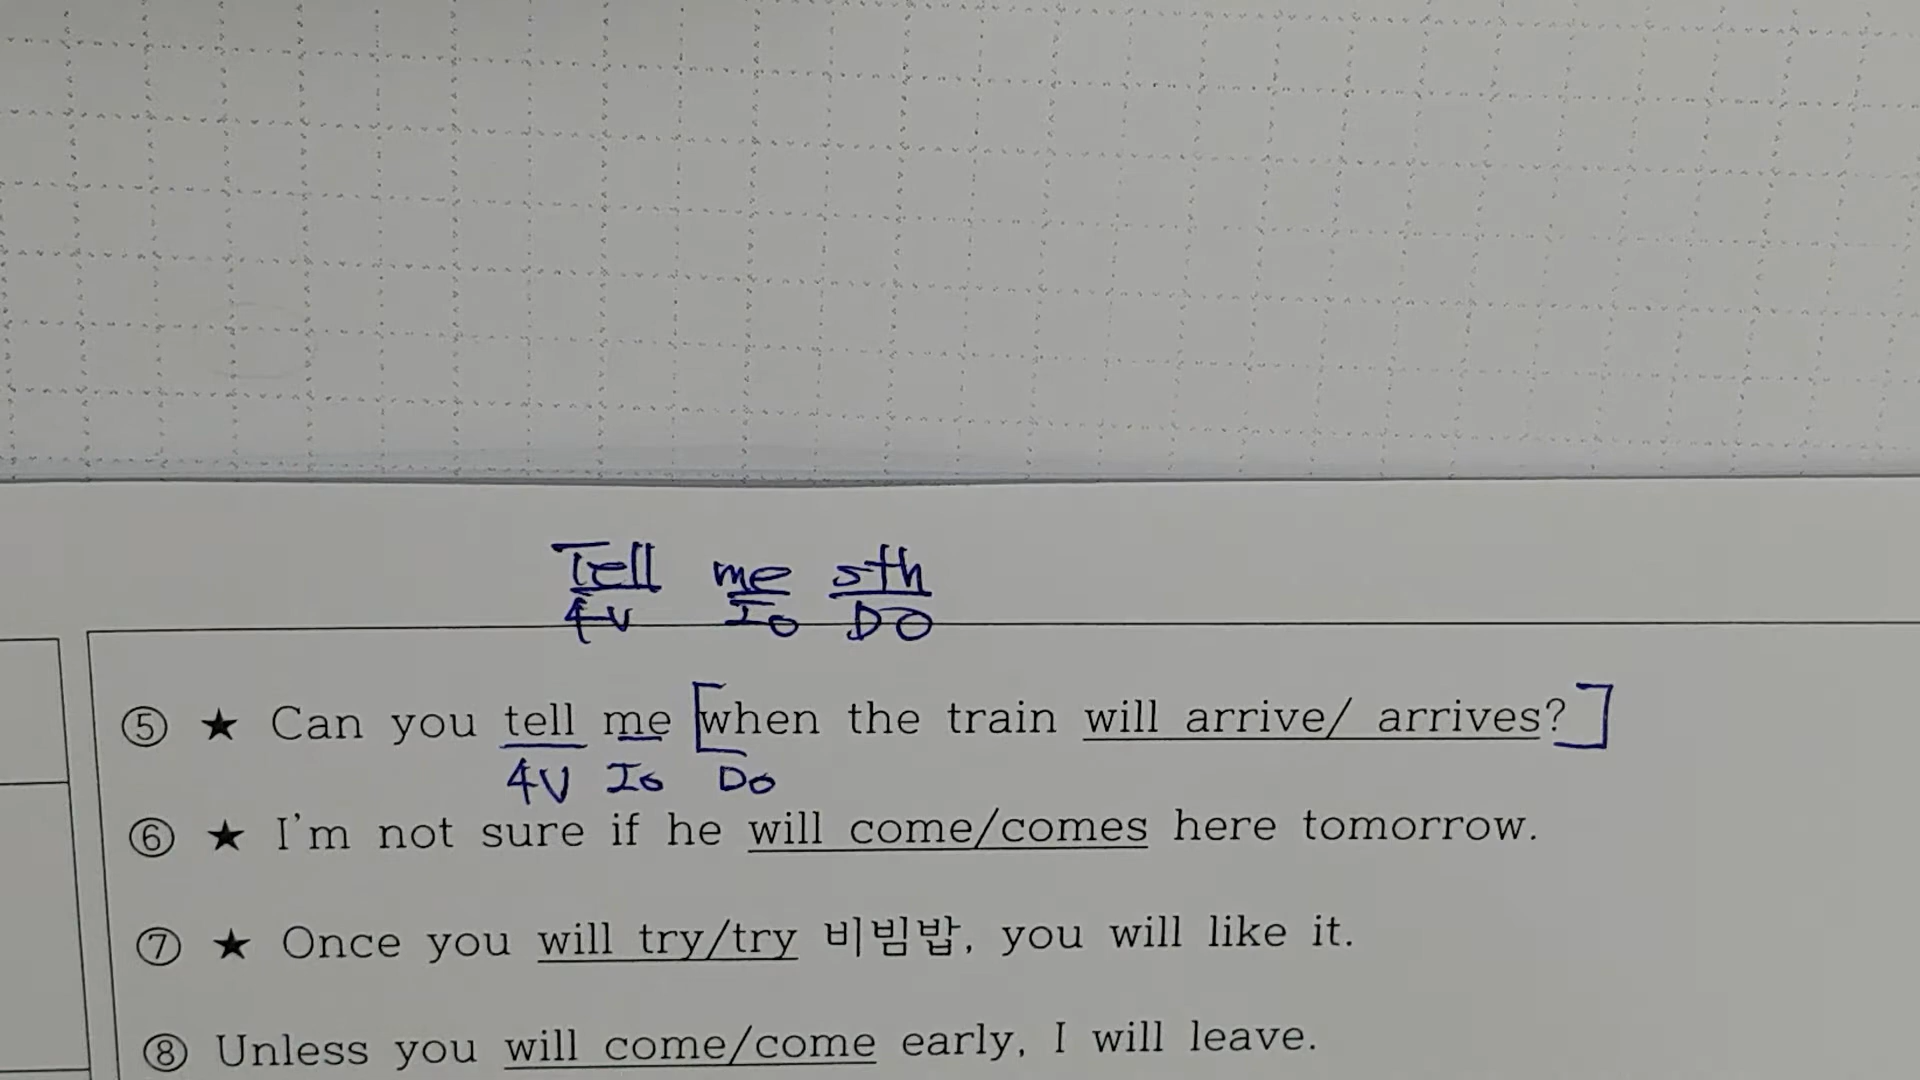 Tell me sth
4V IO DO
⑤ ★ Can you tell me [when the train will arrive/ arrives?]
4V IO DO
⑥ ★ I'm not sure if he will come/comes here tomorrow.
⑦ ★ Once you will try/try 비빔밥, you will like it.
⑧ Unless you will come/come early, I will leave.